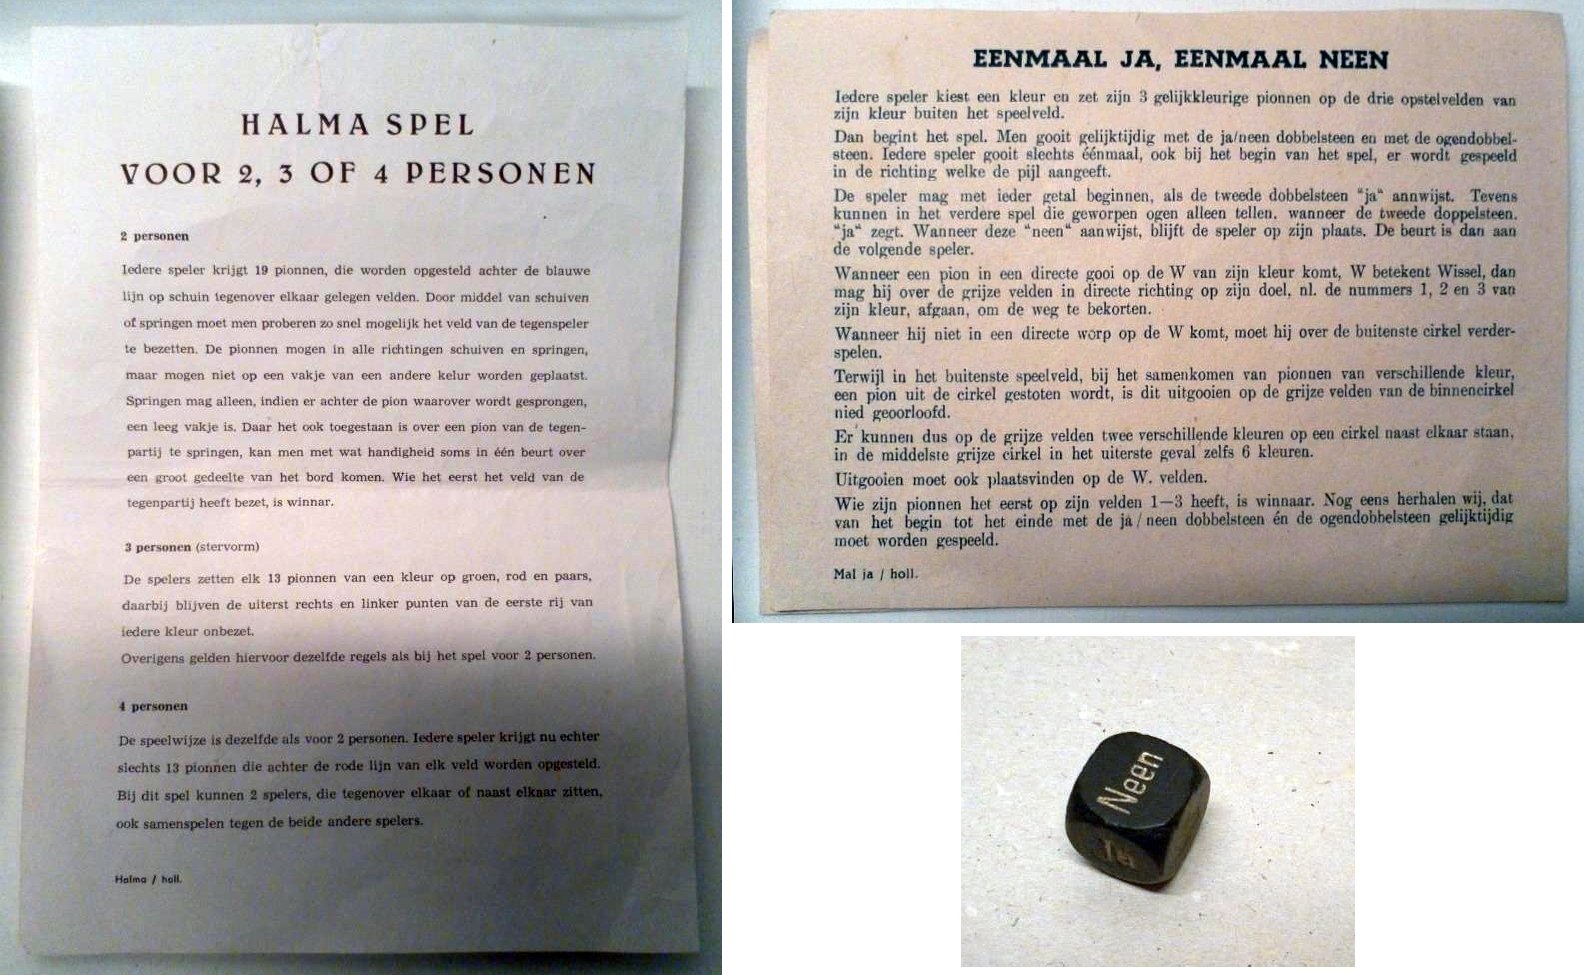 HALMA SPEL
VOOR 2, 3 OF 4 PERSONEN
2 personen
Iedere speler krijgt 19 pionnen, die worden opgesteld achter de blauwe
lijn op schuin tegenover elkaar gelegen velden. Door middel van schuiven
of springen moet men proberen zo snel mogelijk het veld van de tegenspeler
te bezetten. De pionnen mogen in alle richtingen schuiven en springen,
maar mogen niet op een vakje van een andere kelur worden geplaatst.
Springen mag alleen, indien er achter de pion waarover wordt gesprongen,
een leeg vakje is. Daar het ook toegestaan is over een pion van de tegen-
partij te springen, kan men met wat handigheid soms in één beurt over
een groot gedeelte van het bord komen. Wie het eerst het veld van de
tegenpartij heeft bezet, is winnar.
3 personen (stervorm)
De spelers zetten elk 13 pionnen van een kleur op groen, rod en paars,
daarbij blijven de uiterst rechts en linker punten van de eerste rij van
iedere kleur onbezet.
Overigens gelden hiervoor dezelfde regels als bij het spel voor 2 personen.
4 personen
De speelwijze is dezelfde als voor 2 personen. Iedere speler krijgt nu echter
slechts 13 pionnen die achter de rode lijn van elk veld worden opgesteld.
Bij dit spel kunnen 2 spelers, die tegenover elkaar of naast elkaar zitten,
ook samenspelen tegen de beide andere spelers.
Halma / holl.
EENMAAL JA, EENMAAL NEEN
Iedere speler kiest een kleur en zet zijn 3 gelijkkleurige pionnen op de drie opstelvelden van
zijn kleur buiten het speelveld.
Dan begint het spel. Men gooit gelijktijdig met de ja/neen dobbelsteen en met de ogendobbel-
steen. Iedere speler gooit slechts éénmaal, ook bij het begin van het spel, er wordt gespeeld
in de richting welke de pijl aangeeft.
De speler mag met ieder getal beginnen, als de tweede dobbelsteen "ja" aanwijst. Tevens
kunnen in het verdere spel die geworpen ogen alleen tellen, wanneer de tweede doppelsteen.
"ja" zegt. Wanneer deze "neen" aanwijst, blijft de speler op zijn plaats. De beurt is dan aan
de volgende speler.
Wanneer een pion in een directe gooi op de W van zijn kleur komt, W betekent Wissel, dan
mag hij over de grijze velden in directe richting op zijn doel, nl. de nummers 1, 2 en 3 van
zijn kleur, afgaan, om de weg te bekorten.
Wanneer hij niet in een directe worp op de W komt, moet hij over de buitenste cirkel verder-
spelen.
Terwijl in het buitenste speelveld, bij het samenkomen van pionnen van verschillende kleur,
een pion uit de cirkel gestoten wordt, is dit uitgooien op de grijze velden van de binnencirkel
nied geoorloofd.
Er kunnen dus op de grijze velden twee verschillende kleuren op een cirkel naast elkaar staan,
in de middelste grijze cirkel in het uiterste geval zelfs 6 kleuren.
Uitgooien moet ook plaatsvinden op de W. velden.
Wie zijn pionnen het eerst op zijn velden 1—3 heeft, is winnaar. Nog eens herhalen wij, dat
van het begin tot het einde met de ja / neen dobbelsteen én de ogendobbelsteen gelijktijdig
moet worden gespeeld.
Mal ja / holl.
Neen
Ja